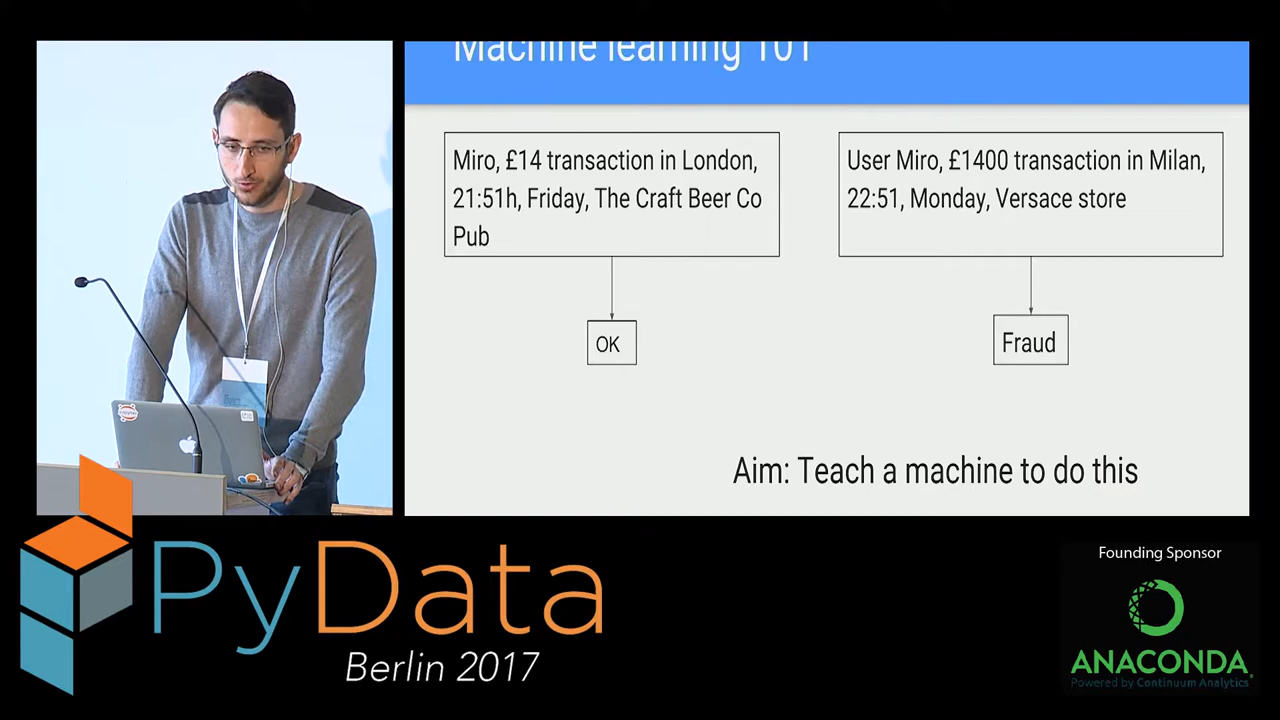 Machine learning 101
Miro, £14 transaction in London,
21:51h, Friday, The Craft Beer Co
Pub
User Miro, £1400 transaction in Milan,
22:51, Monday, Versace store
OK
Fraud
Aim: Teach a machine to do this
PyData
Berlin 2017
Founding Sponsor
ANACONDA
Powered by Continuum Analytics